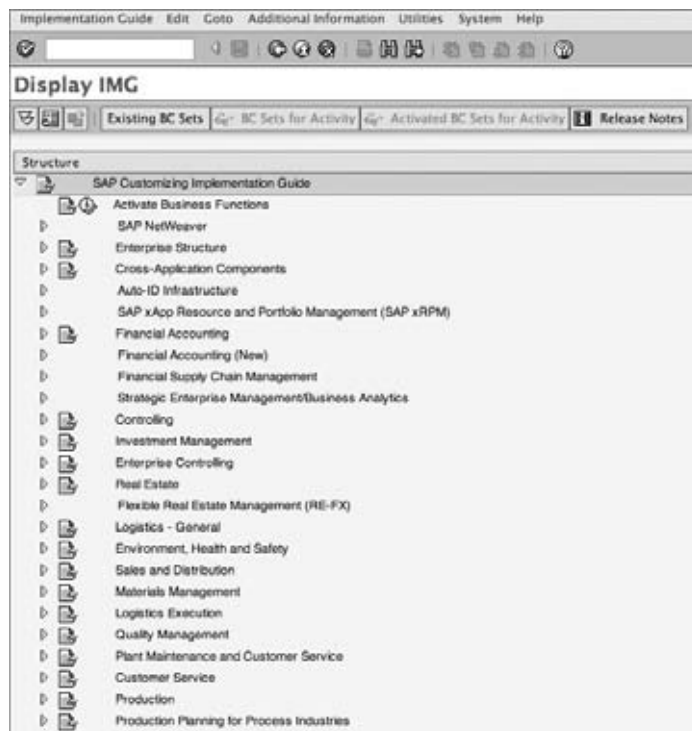 Implementation Guide Edit Goto Additional Information Utilities System Help
Display IMG
Existing BC Sets BC Sets for Activity Activated BC Sets for Activity Release Notes
Structure
SAP Customizing Implementation Guide
Activate Business Functions
SAP NetWeaver
Enterprise Structure
Cross-Application Components
Auto-ID Infrastructure
SAP xApp Resource and Portfolio Management (SAP xRPM)
Financial Accounting
Financial Accounting (New)
Financial Supply Chain Management
Strategic Enterprise Management/Business Analytics
Controlling
Investment Management
Enterprise Controlling
Real Estate
Flexible Real Estate Management (RE-FX)
Logistics - General
Environment, Health and Safety
Sales and Distribution
Materials Management
Logistics Execution
Quality Management
Plant Maintenance and Customer Service
Customer Service
Production
Production Planning for Process Industries